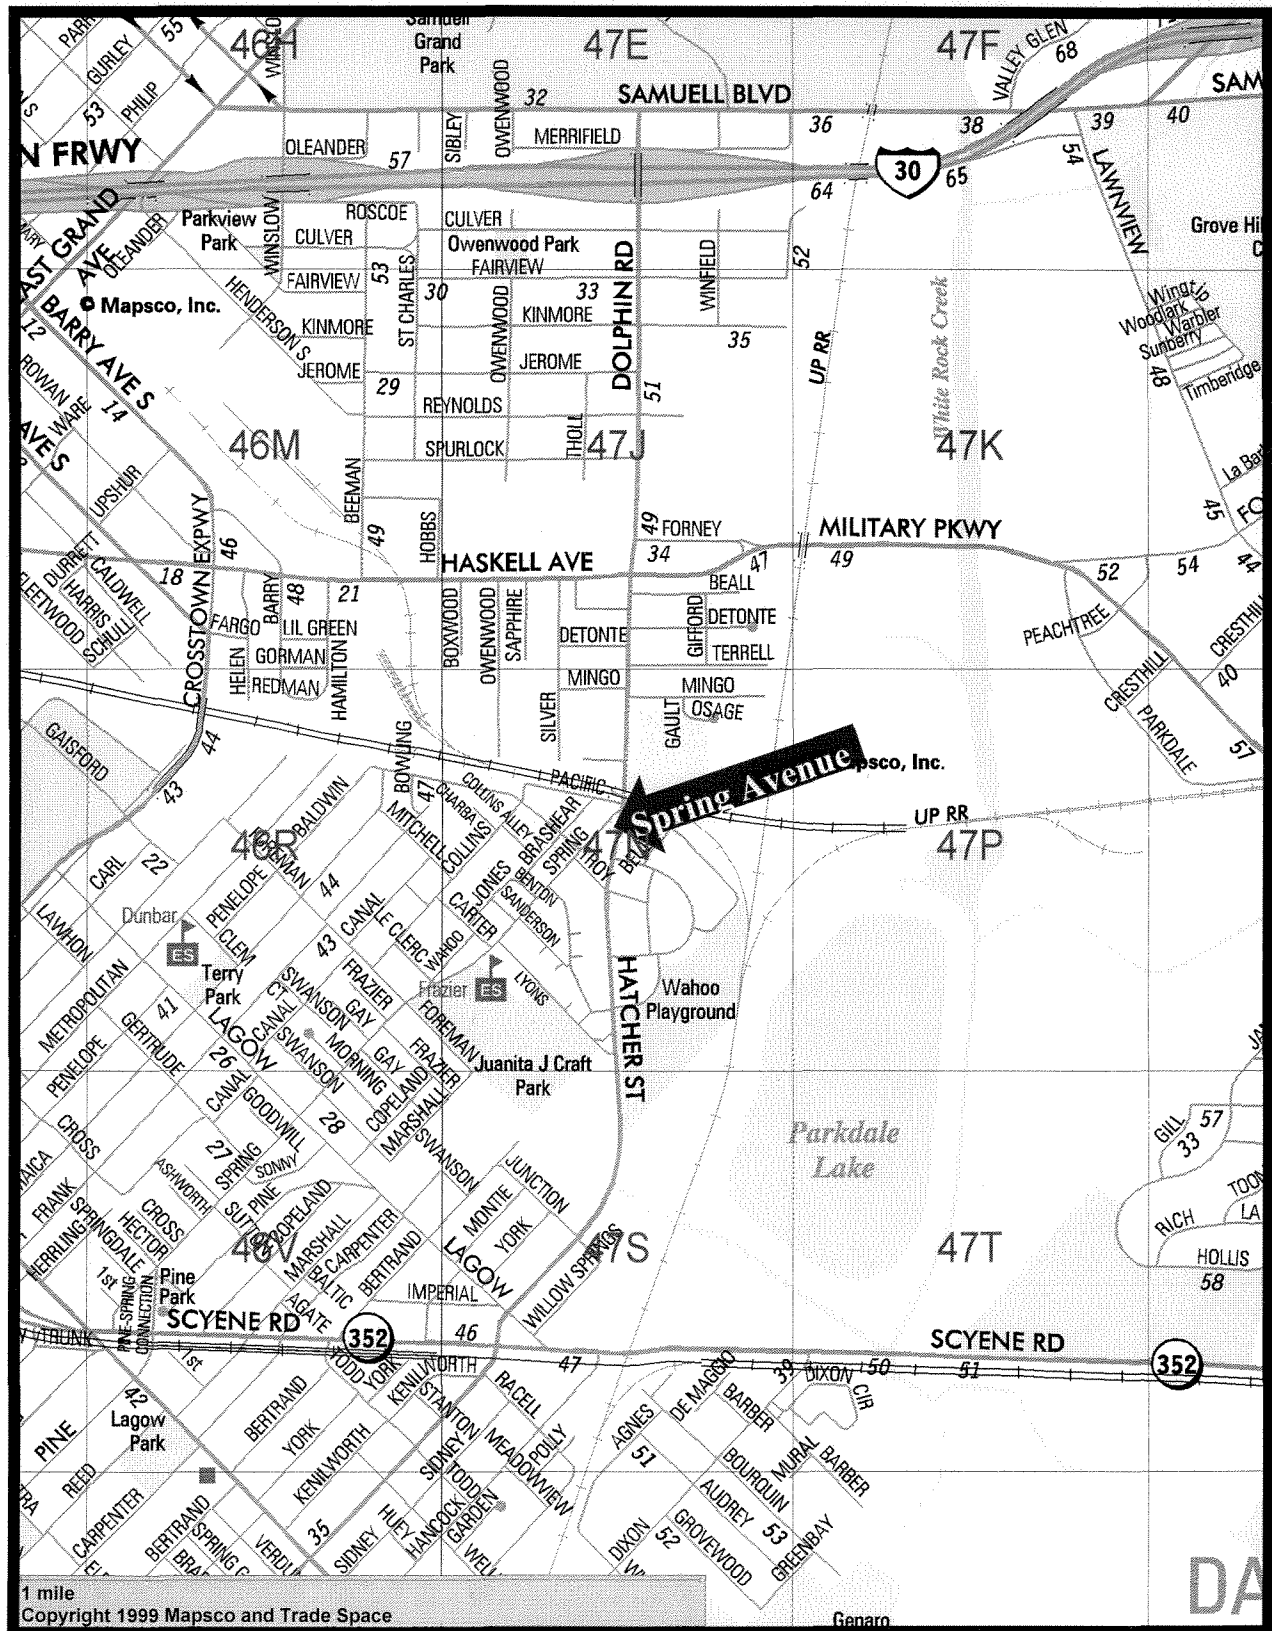 46H
Samuell
Grand
Park
47E
47F
VALLEY GLEN
68
GURLEY
55
53
PHILIP
OWENWOOD
32
SAMUELL BLVD
36
38
39
40
OLEANDER
57
SIBLEY
MERRIFIELD
N FRWY
54
LAWNVIEW
30
64
65
Parkview
Park
WINSLOW
ROSCOE
CULVER
CULVER
Owenwood Park
FAIRVIEW
FAIRVIEW
53
ST CHARLES
30
33
DOLPHIN RD
WINFIELD
52
AVE
OLEANDER
Mapsco, Inc.
BARRY AVE S
12
HENDERSON S
KINMORE
KINMORE
OWENWOOD
35
UP RR
White Rock Creek
Wingtip
Woodlark
Warbler
Sunberry
48
Timberidge
JEROME
JEROME
29
51
ROWAN
WARE
14
AVE S
REYNOLDS
46M
SPURLOCK
THOLL
47J
47K
UPSHUR
BEEMAN
49
HOBBS
45
CROSSTOWN EXPWY
46
49
FORNEY
34
MILITARY PKWY
HASKELL AVE
47
49
52
54
44
18
BARRY
48
21
BEALL
DURRETT
CALDWELL
HARRIS
SCHULL
FARGO
LIL GREEN
BOXWOOD
OWENWOOD
SAPPHIRE
DETONTE
GIFFORD
DETONTE
TERRELL
PEACHTREE
HELEN
GORMAN
REDMAN
HAMILTON
MINGO
MINGO
SILVER
GAULT
OSAGE
CRESTHILL
40
PARKDALE
57
GAISFORD
44
43
BOWLING
47
PACIFIC
Spring Avenue
UP RR
BALDWIN
CHARBA
COLLINS ALLEY
MITCHELL
COLLINS
BRASHEAR
SPRING
TROY
46R
47P
CARL
22
PENELOPE
44
JONES
BENTON
SANDERSON
CARTER
Dunbar
ES
LAWHON
CLEM
43
CANAL
LE CLERC
WAHOO
Terry
Park
Frazier
ES
LYONS
METROPOLITAN
41
SWANSON
CT
CANAL
FRAZIER
GAY
FOREMAN
HATCHER ST
Wahoo
Playground
PENELOPE
GERTRUDE
LAGOW
26
SWANSON
MORNING
GAY
FRAZIER
Juanita J Craft
Park
CANAL
GOODWILL
28
COPELAND
MARSHALL
SWANSON
CROSS
27
SPRING
SONNY
Parkdale
Lake
GILL
57
33
JUNCTION
FRANK
ASHWORTH
PINE
COPELAND
MONTIE
YORK
SPRINGDALE
CROSS
HECTOR
46V
MARSHALL
CARPENTER
BERTRAND
LAGOW
47S
47T
RICH
HOLLIS
58
HERRLING
1st
Pine
Park
BALTIC
AGATE
IMPERIAL
WILLOW SPRINGS
PINE-SPRING
CONNECTION
SCYENE RD
352
46
SCYENE RD
352
TRUNK
1st
TODD
YORK
47
DE MAGGIO
39
DIXON
50
51
CIR
42
STANTON
RACELL
BARBER
Lagow
Park
PINE
BERTRAND
YORK
SIDNEY
MEADOWVIEW
POLLY
AGNES
51
REED
KENILWORTH
TODD
BOURQUIN
MURAL
BARBER
CARPENTER
HUEY
HANCOCK
GARDEN
AUDREY
53
BERTRAND
35
SIDNEY
DIXON
52
GROVEWOOD
GREENBAY
1 mile
Copyright 1999 Mapsco and Trade Space
Genaro
DA